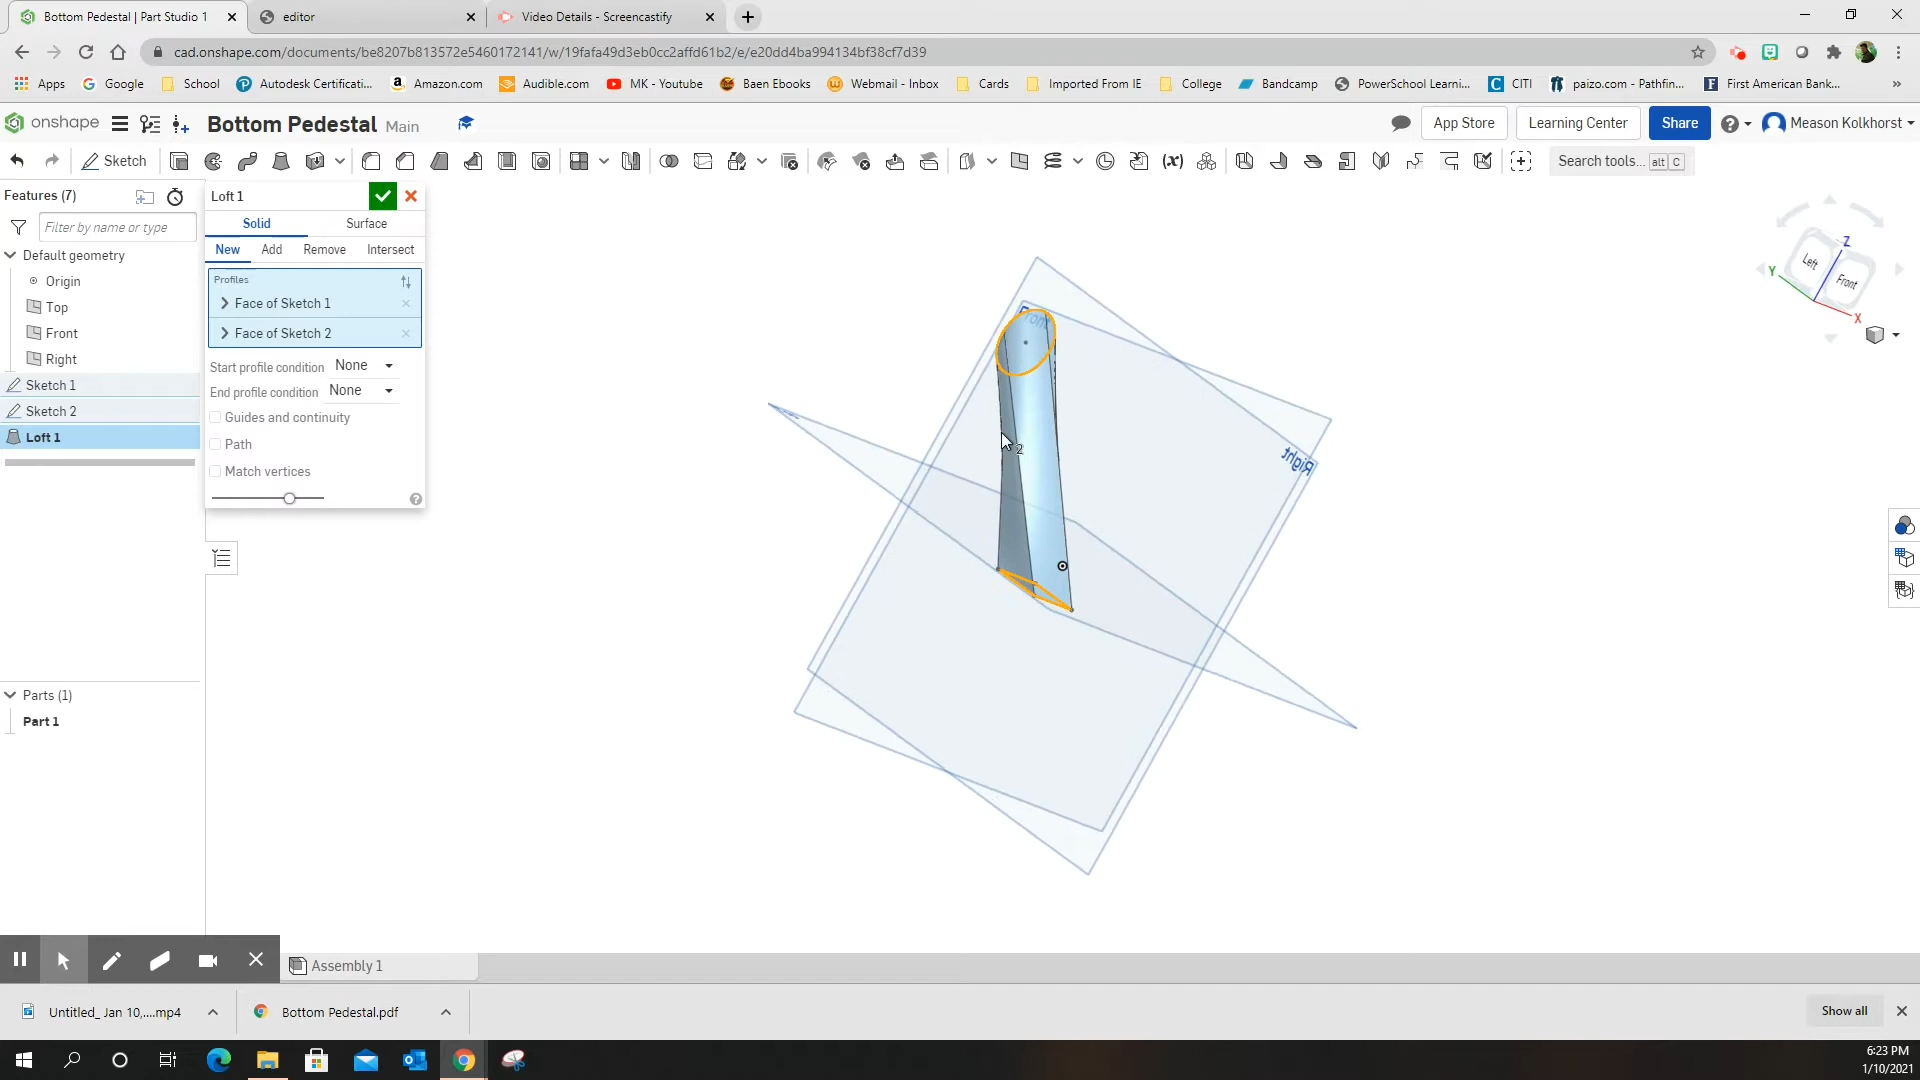 Bottom Pedestal | Part Studio 1
editor
Video Details - Screencastify
cad.onshape.com/documents/be8207b813572e5460172141/w/19fafa49d3eb0cc2affd61b2/e/e20dd4ba994134bf38cf7d39
Apps Google School Autodesk Certificati... Amazon.com Audible.com MK - Youtube Baen Ebooks Webmail - Inbox Cards Imported From IE College Bandcamp PowerSchool Learni... CITI paizo.com - Pathfin... First American Bank... »
onshape Bottom Pedestal Main App Store Learning Center Share Meason Kolkhorst
Sketch Search tools... alt C
Features (7)
Filter by name or type
Default geometry
Origin
Top
Front
Right
Sketch 1
Sketch 2
Loft 1
Parts (1)
Part 1
Loft 1
Solid Surface
New Add Remove Intersect
Profiles
Face of Sketch 1
Face of Sketch 2
Start profile condition None
End profile condition None
Guides and continuity
Path
Match vertices
Front
Right
2
Z
Left
Front
Y
X
Assembly 1
Untitled_ Jan 10,....mp4
Bottom Pedestal.pdf
Show all
6:23 PM
1/10/2021